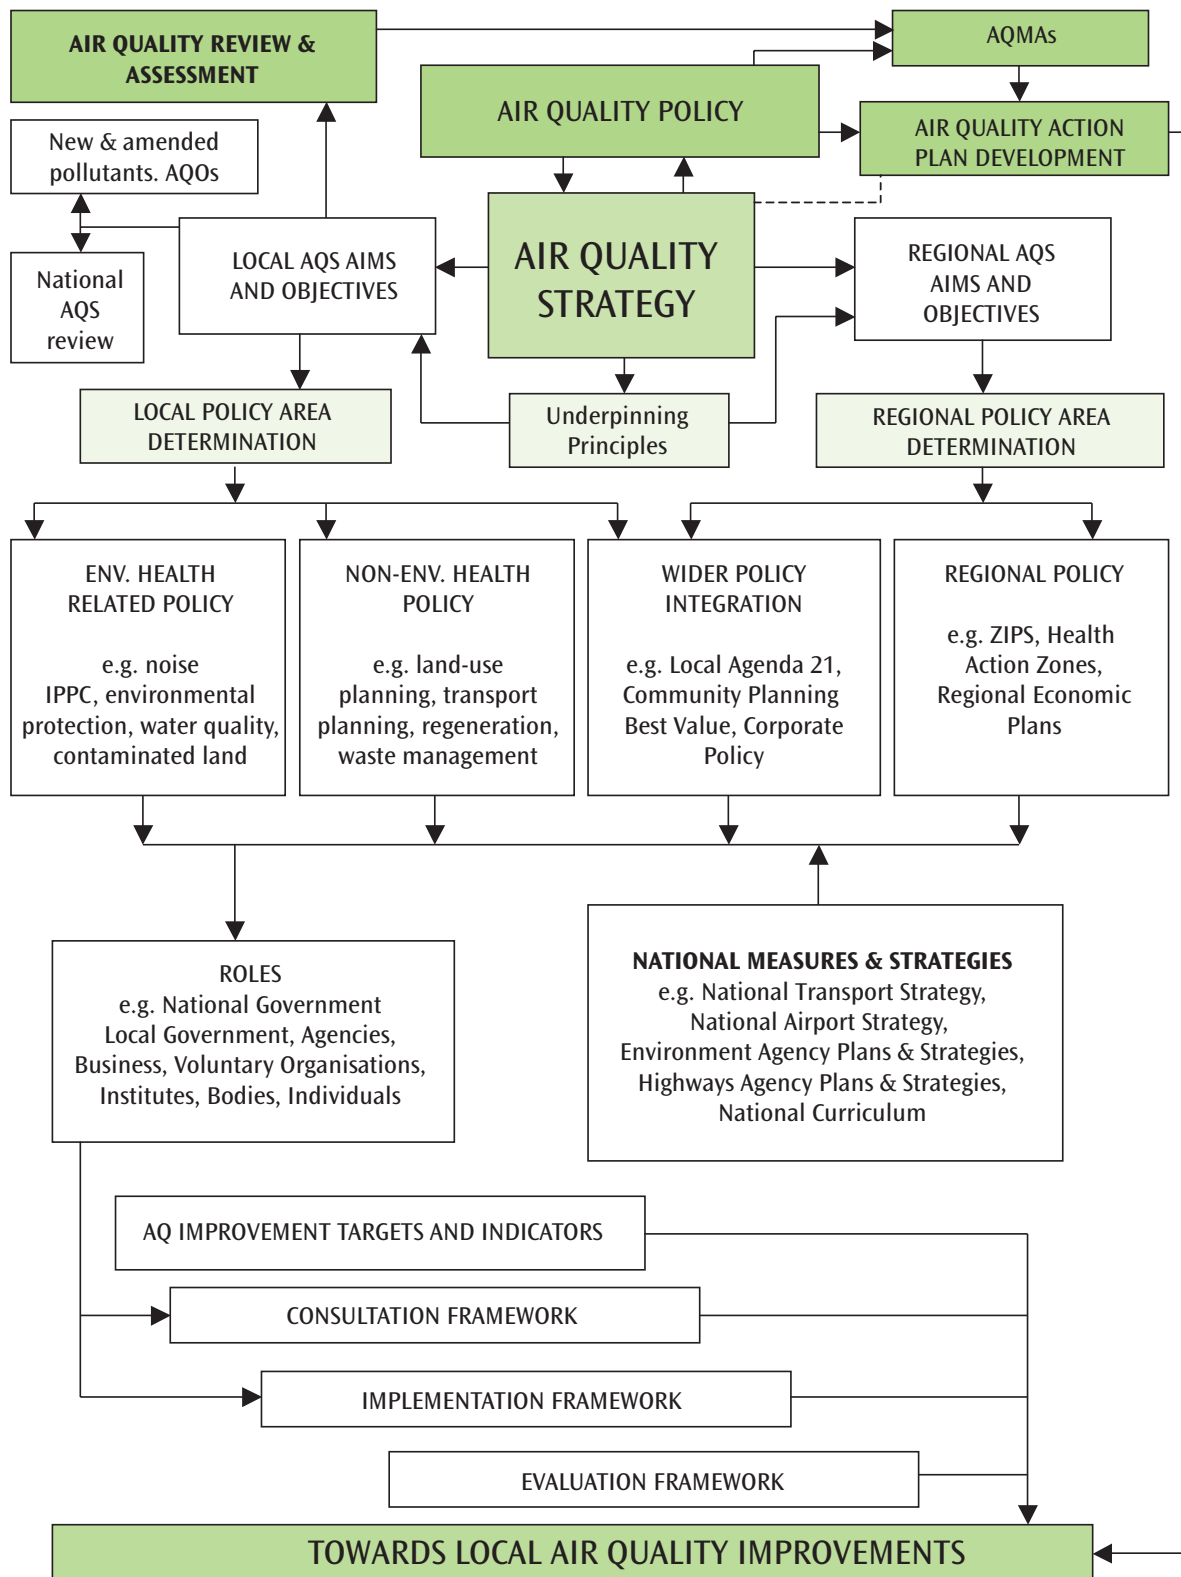 AIR QUALITY REVIEW &
ASSESSMENT
AQMAs
AIR QUALITY POLICY
AIR QUALITY ACTION
PLAN DEVELOPMENT
New & amended
pollutants. AQOs
National
AQS
review
LOCAL AQS AIMS
AND OBJECTIVES
AIR QUALITY
STRATEGY
REGIONAL AQS
AIMS AND
OBJECTIVES
LOCAL POLICY AREA
DETERMINATION
Underpinning
Principles
REGIONAL POLICY AREA
DETERMINATION
ENV. HEALTH
RELATED POLICY
e.g. noise
IPPC, environmental
protection, water quality,
contaminated land
NON-ENV. HEALTH
POLICY
e.g. land-use
planning, transport
planning, regeneration,
waste management
WIDER POLICY
INTEGRATION
e.g. Local Agenda 21,
Community Planning
Best Value, Corporate
Policy
REGIONAL POLICY
e.g. ZIPS, Health
Action Zones,
Regional Economic
Plans
ROLES
e.g. National Government
Local Government, Agencies,
Business, Voluntary Organisations,
Institutes, Bodies, Individuals
NATIONAL MEASURES & STRATEGIES
e.g. National Transport Strategy,
National Airport Strategy,
Environment Agency Plans & Strategies,
Highways Agency Plans & Strategies,
National Curriculum
AQ IMPROVEMENT TARGETS AND INDICATORS
CONSULTATION FRAMEWORK
IMPLEMENTATION FRAMEWORK
EVALUATION FRAMEWORK
TOWARDS LOCAL AIR QUALITY IMPROVEMENTS